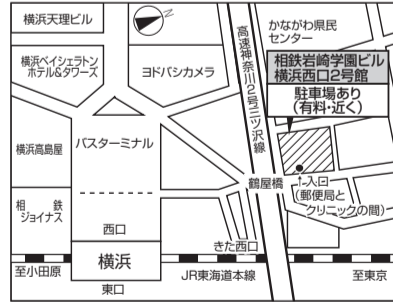 横浜天理ビル
N
かながわ県民
センター
高速神奈川2号三ツ沢線
相鉄岩崎学園ビル
横浜西口2号館
駐車場あり
(有料・近く)
横浜ベイシェラトン
ホテル&タワーズ
ヨドバシカメラ
横浜高島屋
バスターミナル
鶴屋橋
↑入口
(郵便局と
クリニックの間)
相鉄
ジョイナス
西口
きた西口
横浜
至小田原
JR東海道本線
至東京
東口